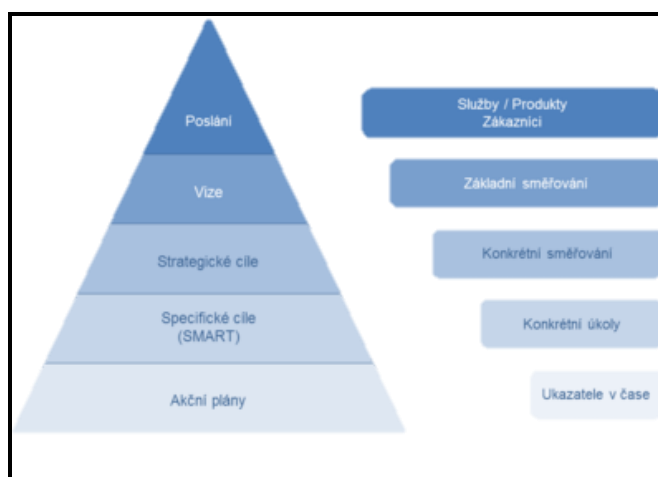 Poslání
Služby / Produkty
Zákazníci
Vize
Základní směřování
Strategické cíle
Konkrétní směřování
Specifické cíle
(SMART)
Konkrétní úkoly
Akční plány
Ukazatele v čase